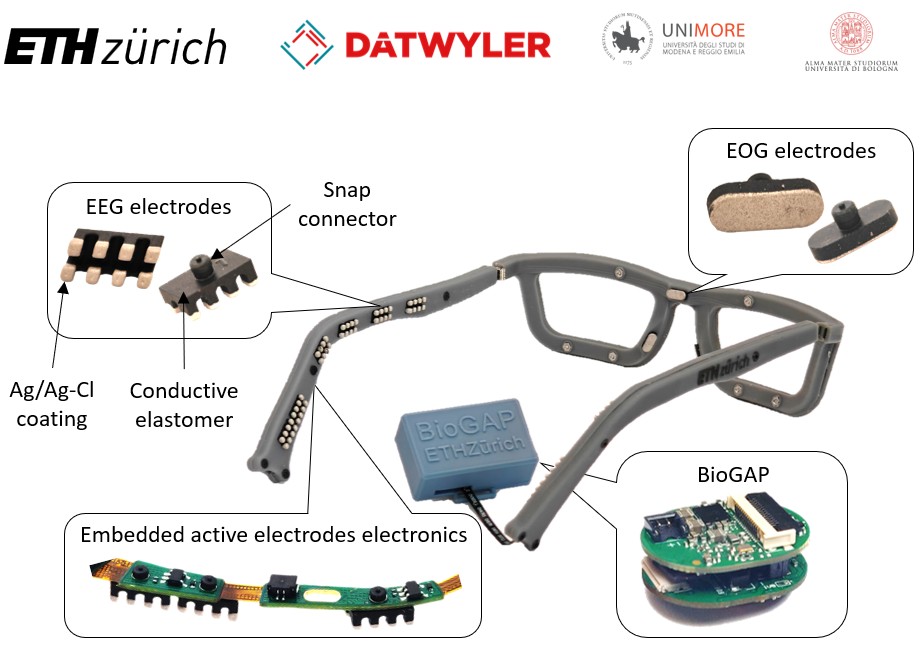 ETH zürich
DATWYLER
UNIMORE
UNIVERSITÀ DEGLI STUDI DI
MODENA E REGGIO EMILIA
1175
ALMA MATER STUDIORUM
UNIVERSITÀ DI BOLOGNA
EOG electrodes
Snap
connector
EEG electrodes
Ag/Ag-Cl
coating
Conductive
elastomer
ETH zürich
BioGAP
ETHZürich
BioGAP
Embedded active electrodes electronics